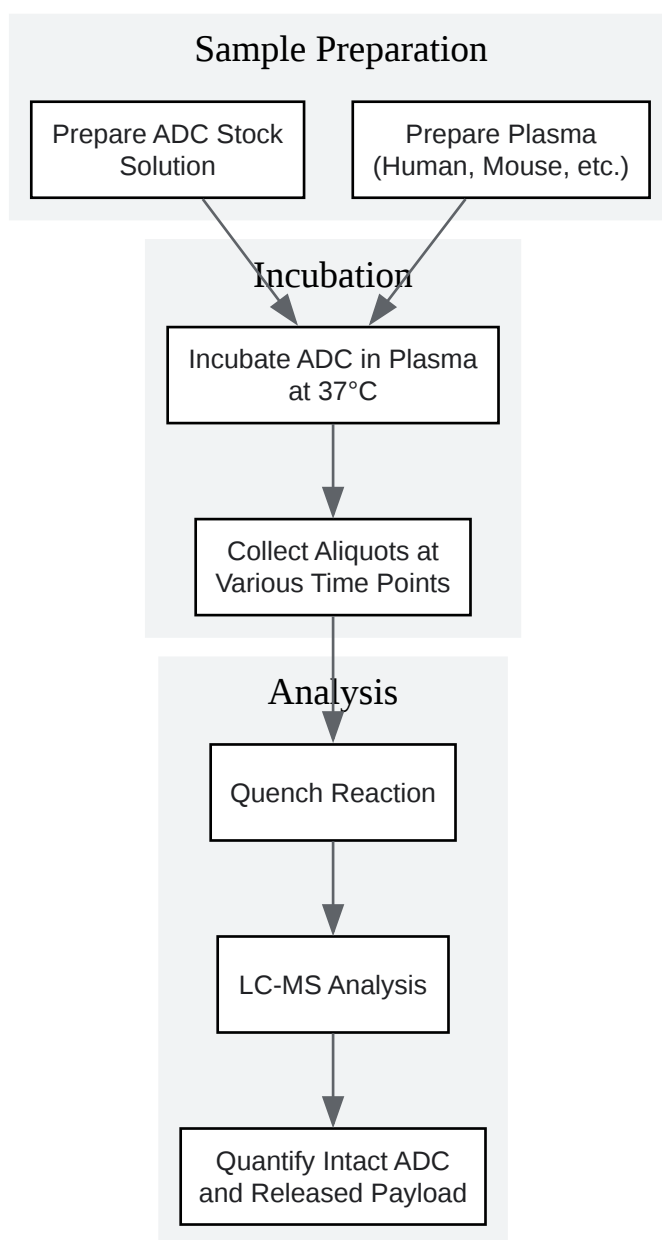 Sample Preparation
Prepare ADC Stock
Solution
Prepare Plasma
(Human, Mouse, etc.)
Incubation
Incubate ADC in Plasma
at 37°C
Collect Aliquots at
Various Time Points
Analysis
Quench Reaction
LC-MS Analysis
Quantify Intact ADC
and Released Payload